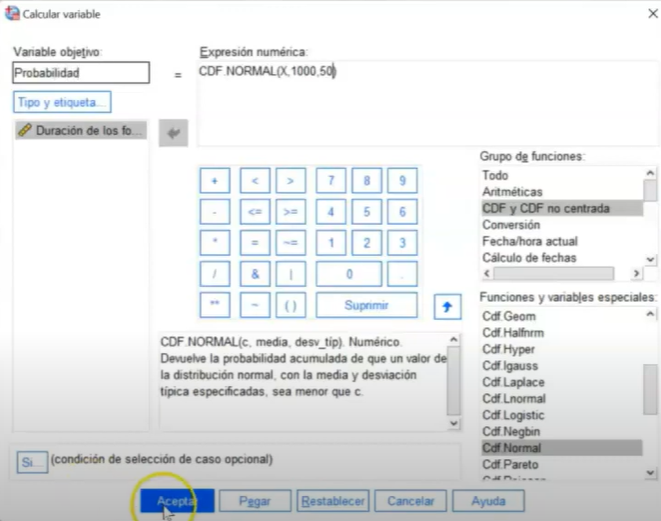 Calcular variable
Variable objetivo:
Probabilidad
=
Expresión numérica:
CDF.NORMAL(X,1000,50)
Tipo y etiqueta...
Duración de los fo...
+ < > 7 8 9
- <= >= 4 5 6
* = ~= 1 2 3
/ & | 0 .
** ~ ( ) Suprimir
Grupo de funciones:
Todo
Aritméticas
CDF y CDF no centrada
Conversión
Fecha/hora actual
Cálculo de fechas
Funciones y variables especiales:
Cdf.Geom
Cdf.Halfnrm
Cdf.Hyper
Cdf.Igauss
Cdf.Laplace
Cdf.Lnormal
Cdf.Logistic
Cdf.Negbin
Cdf.Normal
Cdf.Pareto
Cdf.Poisson
CDF.NORMAL(c, media, desv_típ). Numérico.
Devuelve la probabilidad acumulada de que un valor de
la distribución normal, con la media y desviación
típica especificadas, sea menor que c.
Si... (condición de selección de caso opcional)
Aceptar Pegar Restablecer Cancelar Ayuda